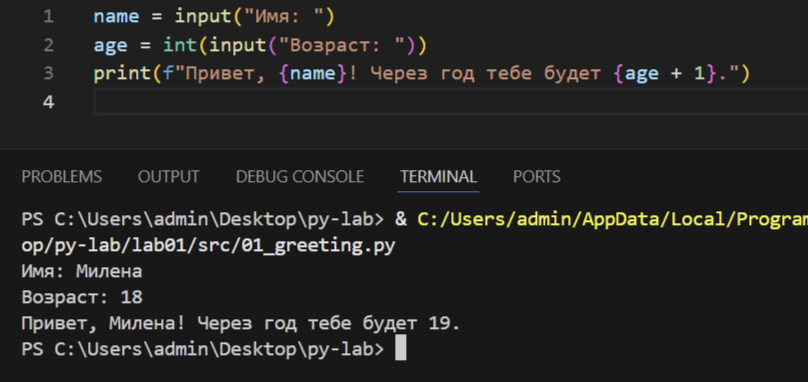 1 name = input("Имя: ")
2 age = int(input("Возраст: "))
3 print(f"Привет, {name}! Через год тебе будет {age + 1}.")
4
PROBLEMS OUTPUT DEBUG CONSOLE TERMINAL PORTS
PS C:\Users\admin\Desktop\py-lab> & C:/Users/admin/AppData/Local/Program
op/py-lab/lab01/src/01_greeting.py
Имя: Милена
Возраст: 18
Привет, Милена! Через год тебе будет 19.
PS C:\Users\admin\Desktop\py-lab>